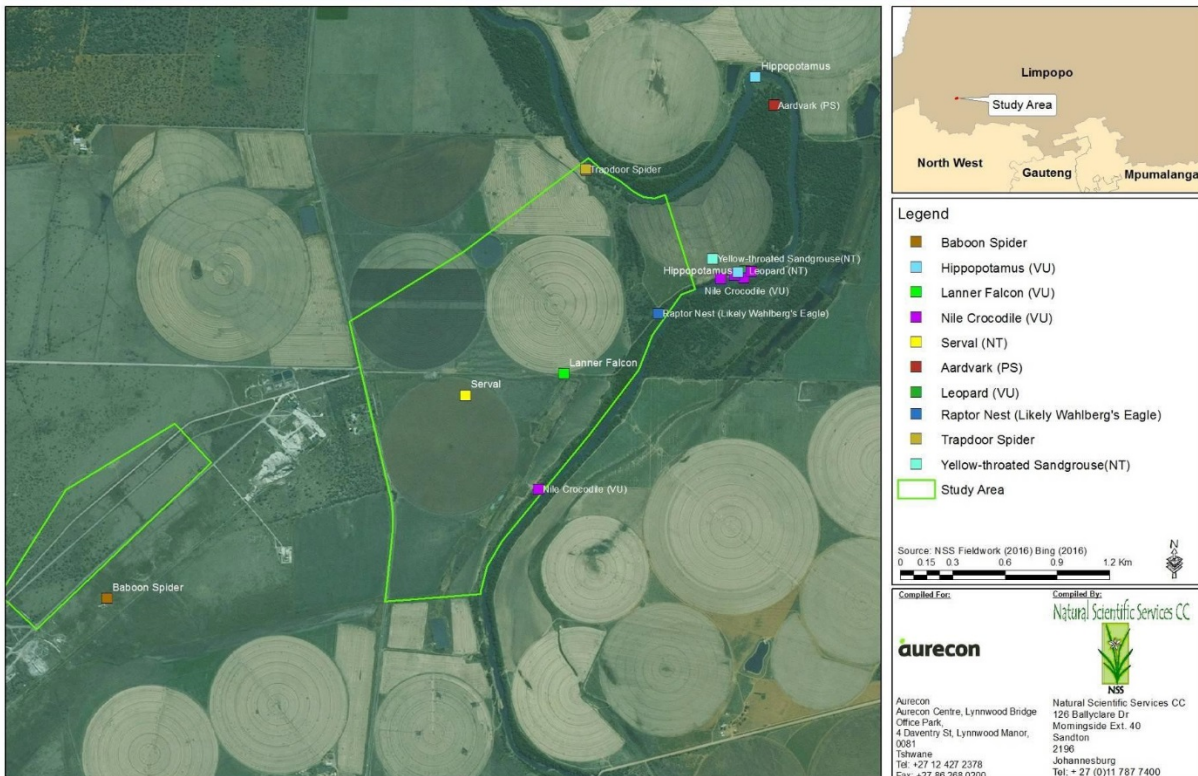 Hippopotamus
Aardvark (PS)
Trapdoor Spider
Yellow-throated Sandgrouse(NT)
Hippopotamus
Leopard (NT)
Nile Crocodile (VU)
Raptor Nest (Likely Wahlberg's Eagle)
Lanner Falcon
Serval
Nile Crocodile (VU)
Baboon Spider
Limpopo
Study Area
North West
Gauteng
Mpumalanga
Legend
Baboon Spider
Hippopotamus (VU)
Lanner Falcon (VU)
Nile Crocodile (VU)
Serval (NT)
Aardvark (PS)
Leopard (VU)
Raptor Nest (Likely Wahlberg's Eagle)
Trapdoor Spider
Yellow-throated Sandgrouse(NT)
Study Area
Source: NSS Fieldwork (2016) Bing (2016)
0 0.15 0.3 0.6 0.9 1.2 Km
N
Compiled For:
aurecon
Aurecon
Aurecon Centre, Lynnwood Bridge
Office Park,
4 Daventry St, Lynnwood Manor,
0081
Tshwane
Tel: +27 12 427 2378
Fax: +27 86 268 0200
Compiled By:
Natural Scientific Services CC
NSS
Natural Scientific Services CC
126 Ballyclare Dr
Morningside Ext. 40
Sandton
2196
Johannesburg
Tel: + 27 (0)11 787 7400